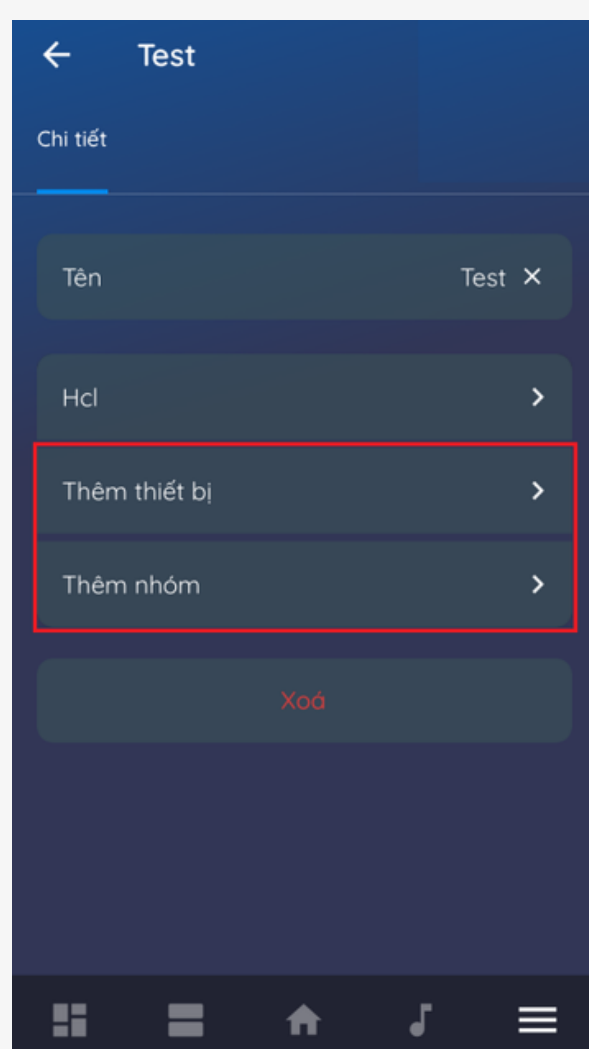 Test
Chi tiết
Tên Test
Hcl
Thêm thiết bị
Thêm nhóm
Xoá